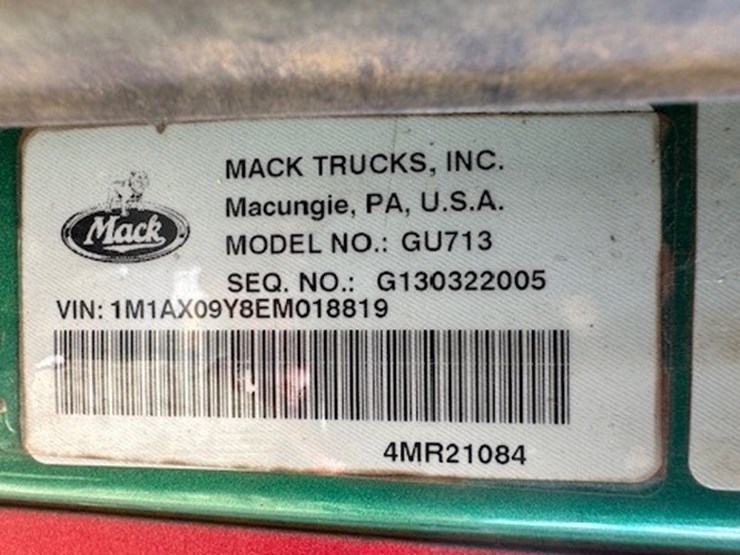 MACK TRUCKS, INC.
Mack
Macungie, PA, U.S.A.
MODEL NO.: GU713
SEQ. NO.: G130322005
VIN: 1M1AX09Y8EM018819
4MR21084